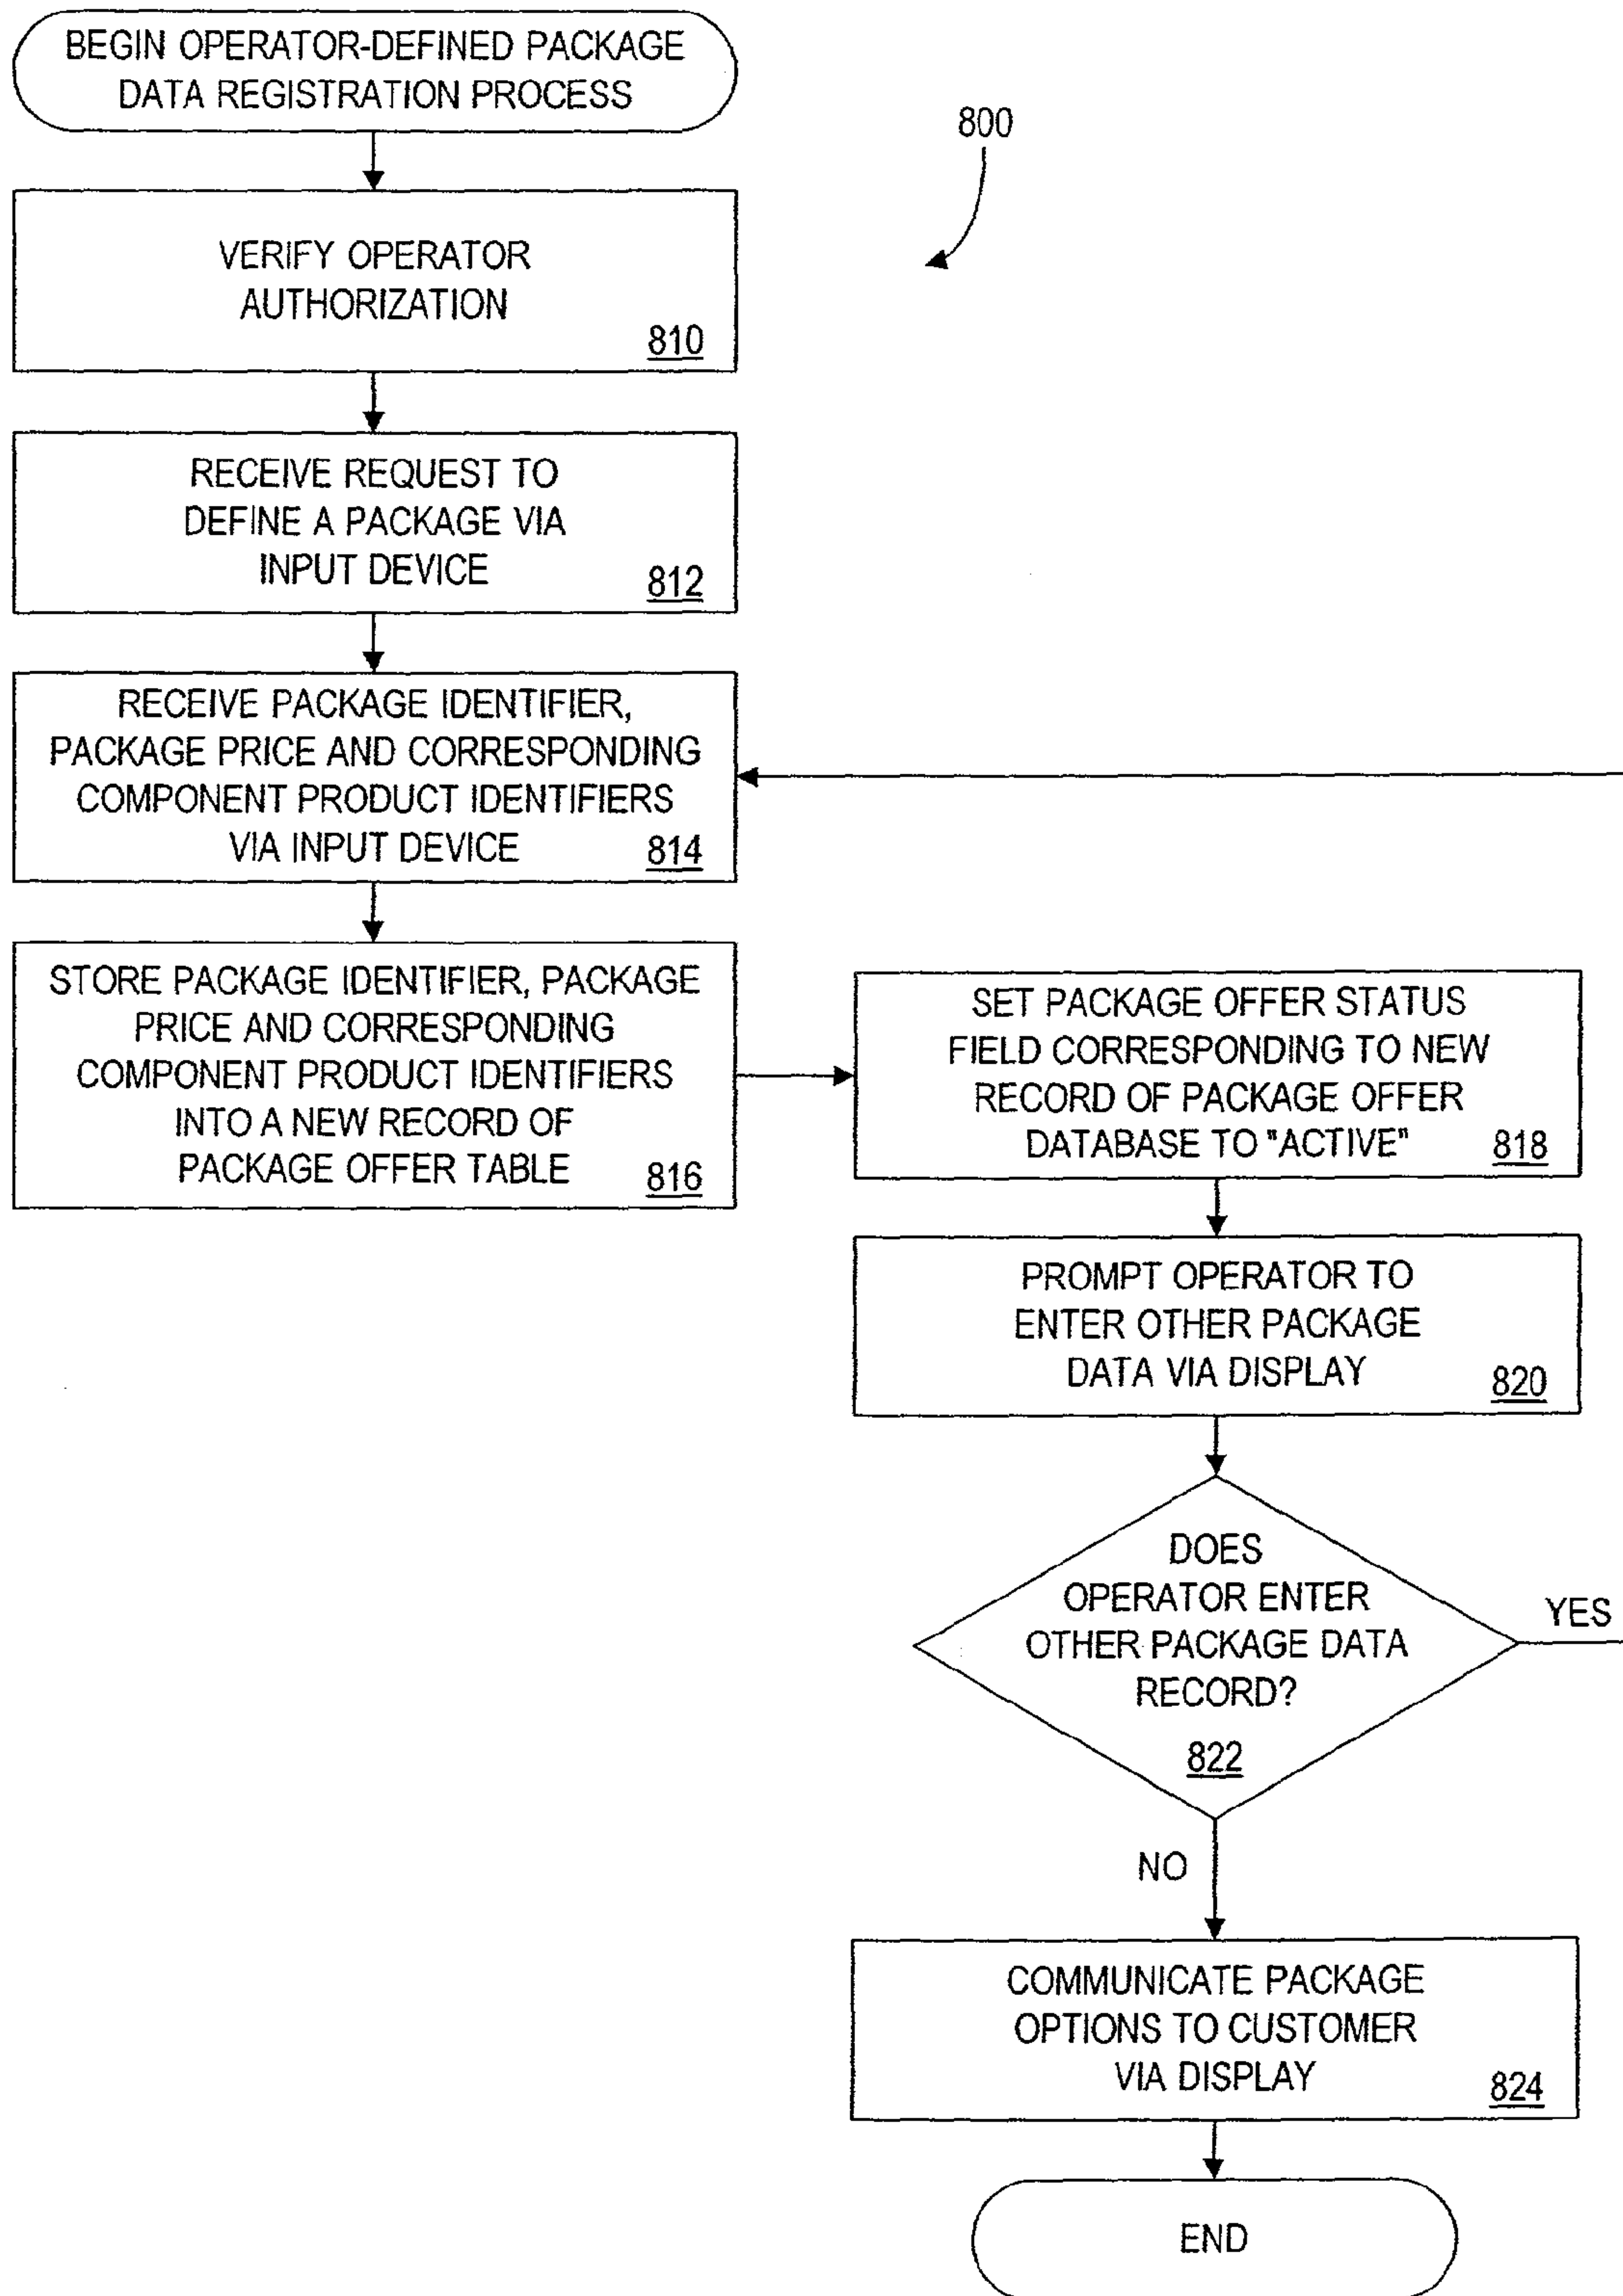 BEGIN OPERATOR-DEFINED PACKAGE
DATA REGISTRATION PROCESS
800
VERIFY OPERATOR
AUTHORIZATION
810
RECEIVE REQUEST TO
DEFINE A PACKAGE VIA
INPUT DEVICE
812
RECEIVE PACKAGE IDENTIFIER,
PACKAGE PRICE AND CORRESPONDING
COMPONENT PRODUCT IDENTIFIERS
VIA INPUT DEVICE
814
STORE PACKAGE IDENTIFIER, PACKAGE
PRICE AND CORRESPONDING
COMPONENT PRODUCT IDENTIFIERS
INTO A NEW RECORD OF
PACKAGE OFFER TABLE
816
SET PACKAGE OFFER STATUS
FIELD CORRESPONDING TO NEW
RECORD OF PACKAGE OFFER
DATABASE TO "ACTIVE"
818
PROMPT OPERATOR TO
ENTER OTHER PACKAGE
DATA VIA DISPLAY
820
DOES
OPERATOR ENTER
OTHER PACKAGE DATA
RECORD?
822
YES
NO
COMMUNICATE PACKAGE
OPTIONS TO CUSTOMER
VIA DISPLAY
824
END